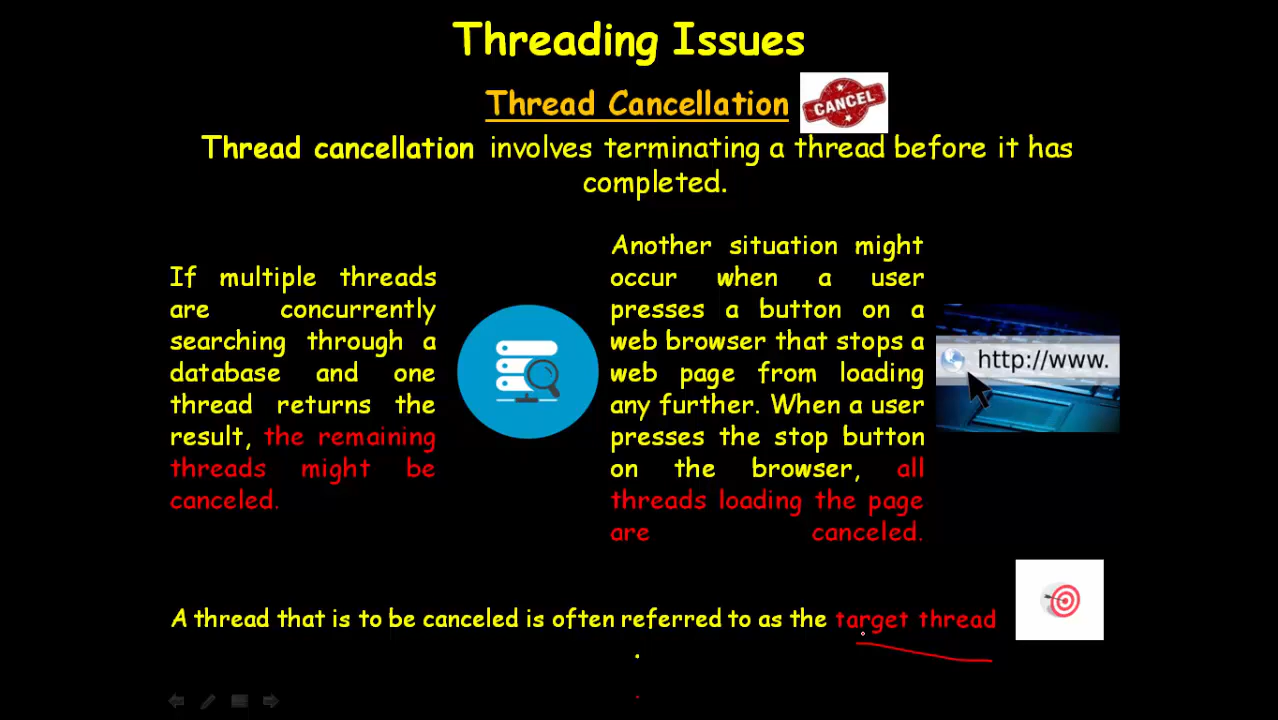 Threading Issues
Thread Cancellation
CANCEL
Thread cancellation involves terminating a thread before it has
completed.
If multiple threads
are concurrently
searching through a
database and one
thread returns the
result, the remaining
threads might be
canceled.
Another situation might
occur when a user
presses a button on a
web browser that stops a
web page from loading
any further. When a user
presses the stop button
on the browser, all
threads loading the page
are canceled.
http://www.
A thread that is to be canceled is often referred to as the target thread
.